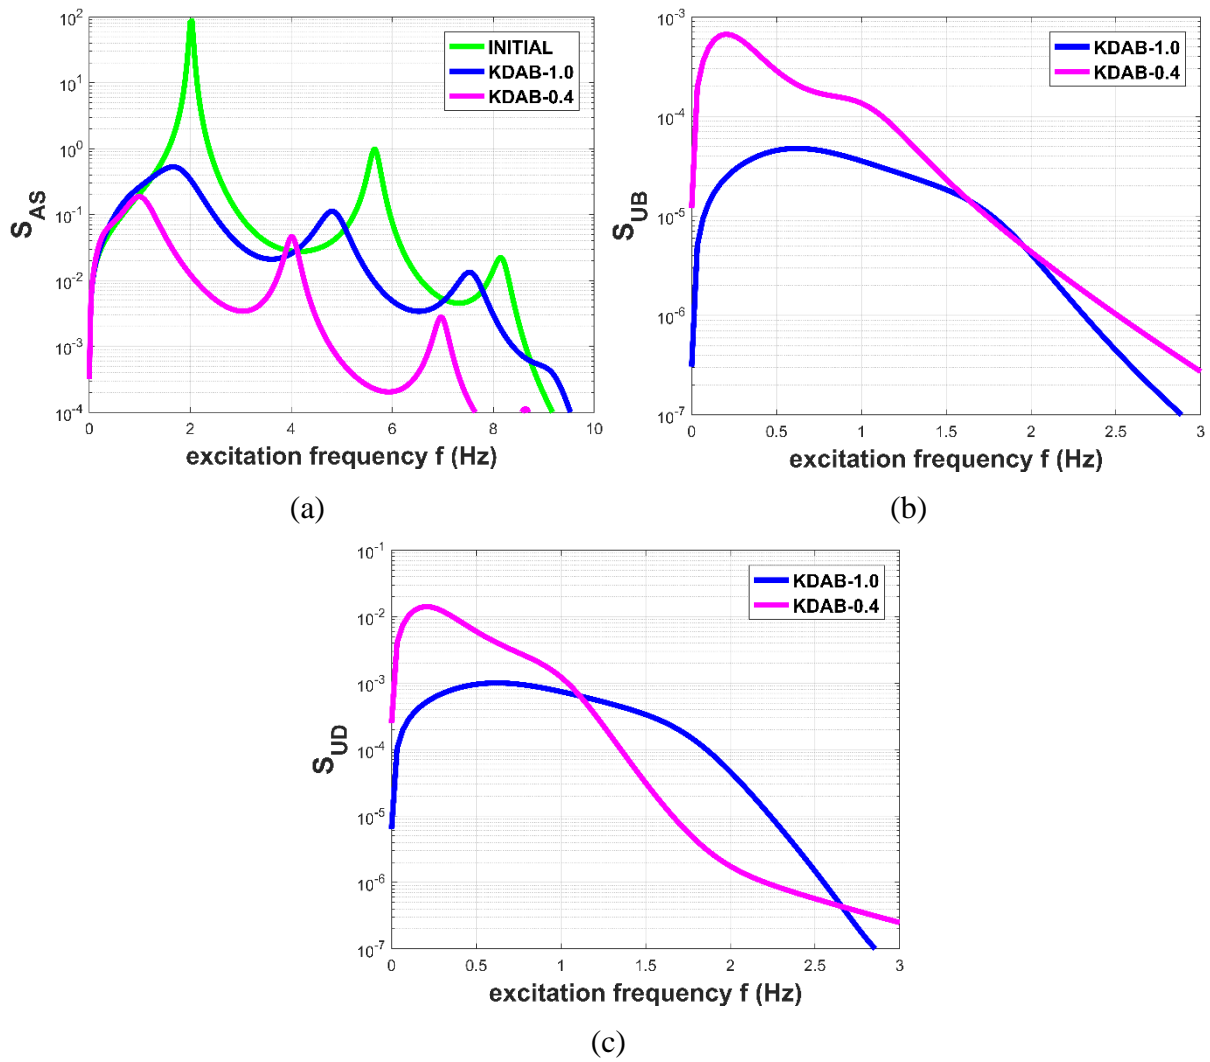 (a)
10^2
10^1
10^0
10^-1
10^-2
10^-3
10^-4
S_AS
INITIAL
KDAB-1.0
KDAB-0.4
0 2 4 6 8 10
excitation frequency f (Hz)
(a)
10^-3
10^-4
10^-5
10^-6
10^-7
S_UB
KDAB-1.0
KDAB-0.4
0 0.5 1 1.5 2 2.5 3
excitation frequency f (Hz)
(b)
10^-1
10^-2
10^-3
10^-4
10^-5
10^-6
10^-7
S_UD
KDAB-1.0
KDAB-0.4
0 0.5 1 1.5 2 2.5 3
excitation frequency f (Hz)
(c)